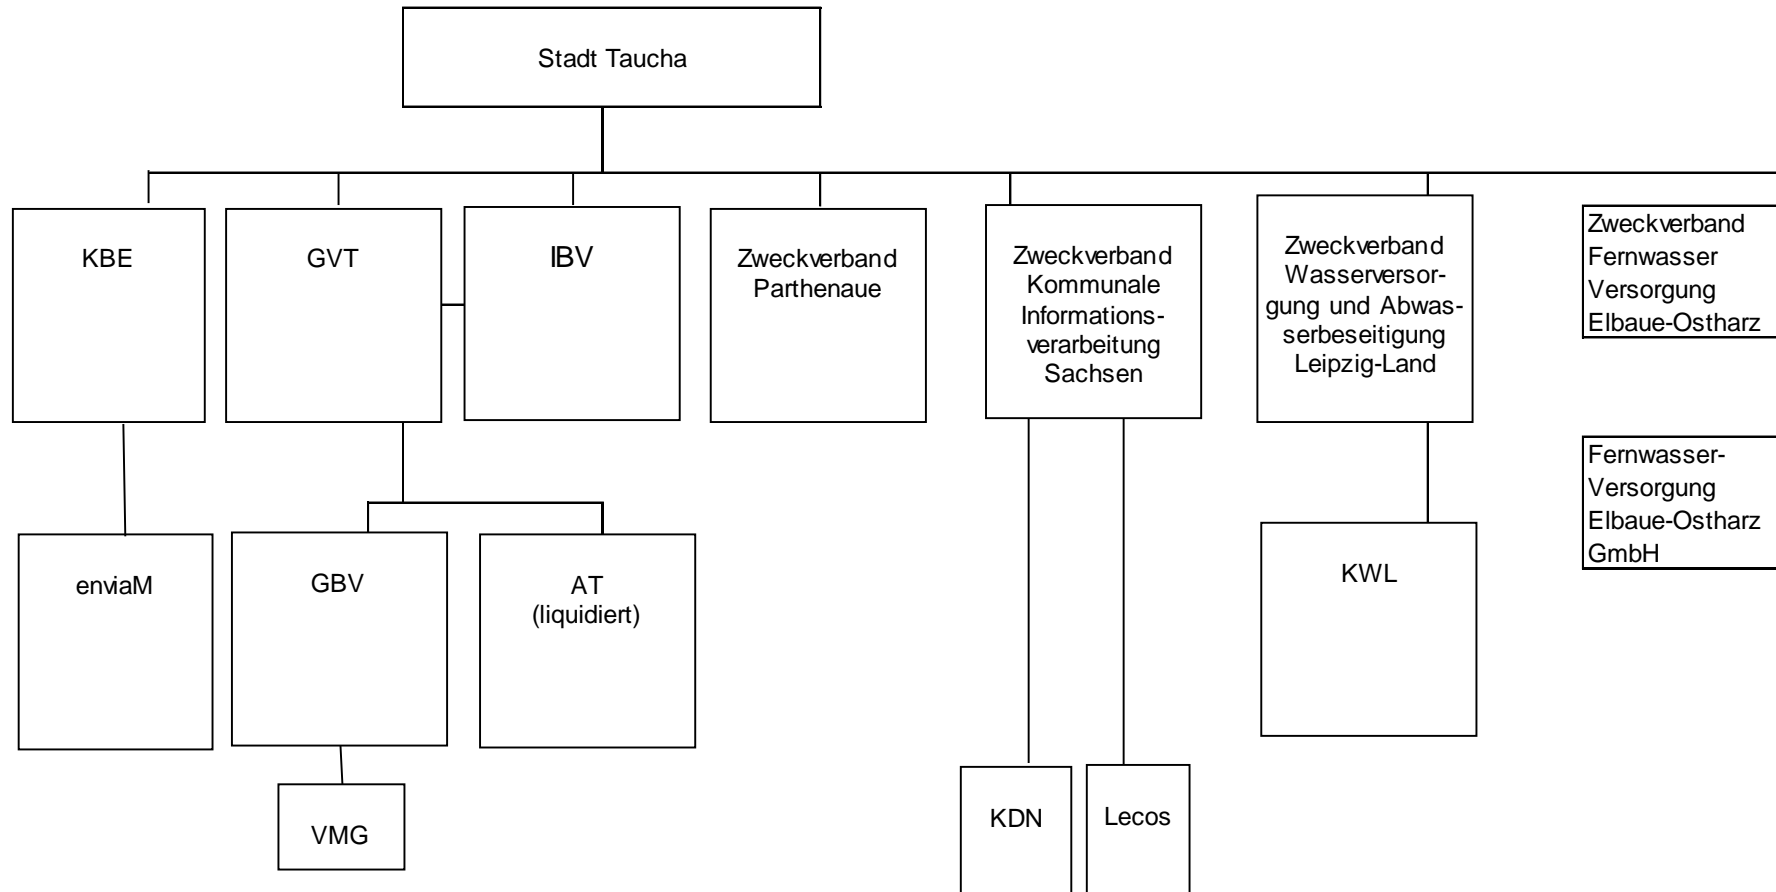 Stadt Taucha
KBE
GVT
IBV
Zweckverband
Parthenaue
Zweckverband
Kommunale
Informations-
verarbeitung
Sachsen
Zweckverband
Wasserversor-
gung und Abwas-
serbeseitigung
Leipzig-Land
Zweckverband
Fernwasser
Versorgung
Elbaue-Ostharz
Fernwasser-
Versorgung
Elbaue-Ostharz
GmbH
enviaM
GBV
AT
(liquidiert)
KWL
VMG
KDN
Lecos